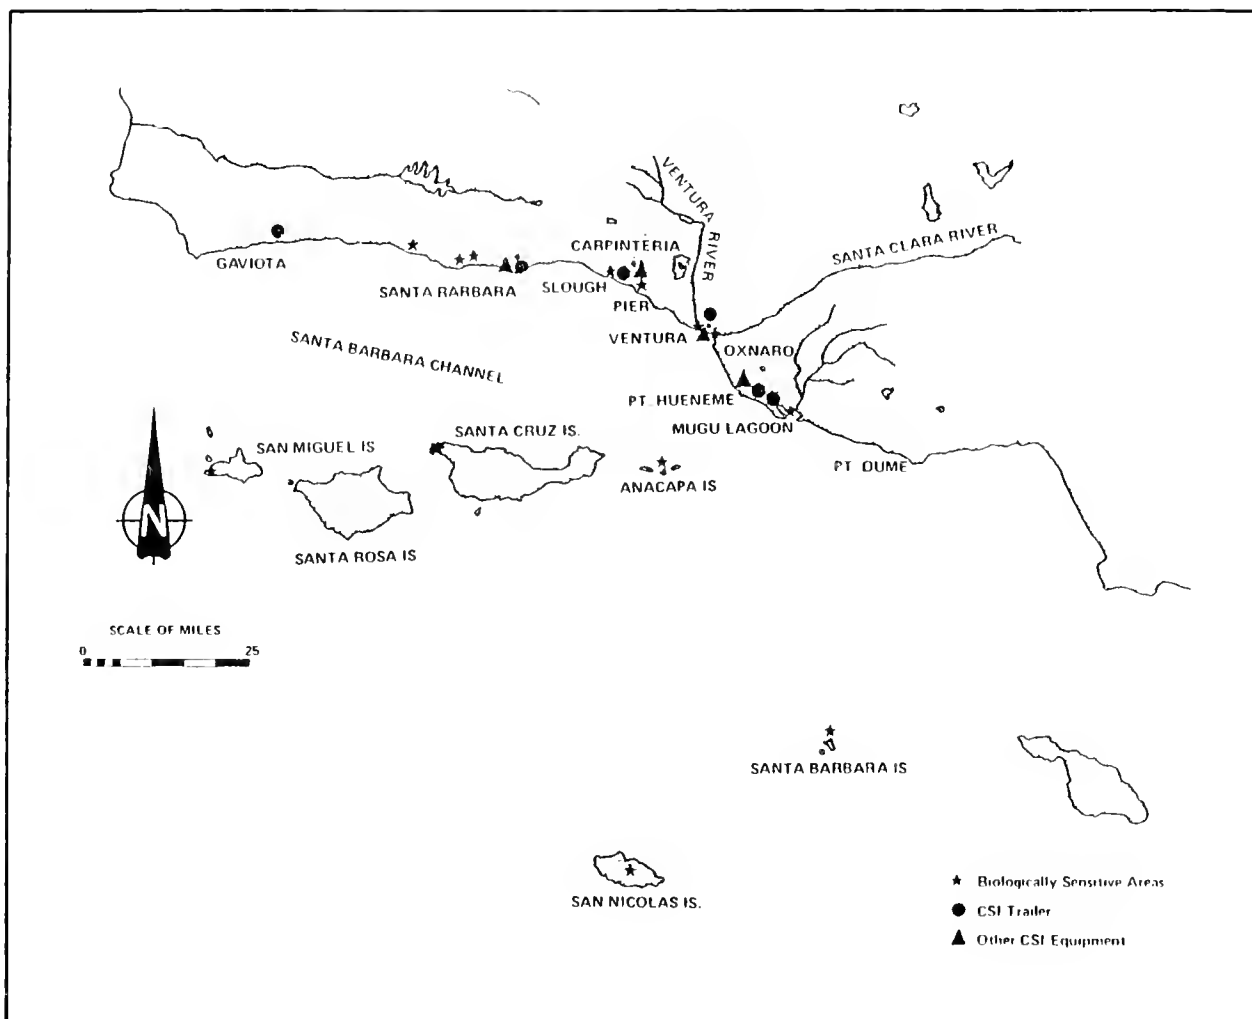 VENTURA RIVER
CARPINTERIA
SANTA CLARA RIVER
GAVIOTA
SANTA RARBARA
SLOUGH
PIER
VENTURA
OXNARO
SANTA BARBARA CHANNEL
PT. HUENEME
MUGU LAGOON
PT. DUME
SAN MIGUEL IS
SANTA CRUZ IS.
ANACAPA IS
SANTA ROSA IS
N
SCALE OF MILES
0 25
SANTA BARBARA IS
SAN NICOLAS IS.
Biologically Sensitive Areas
CSI Trailer
Other CSI Equipment